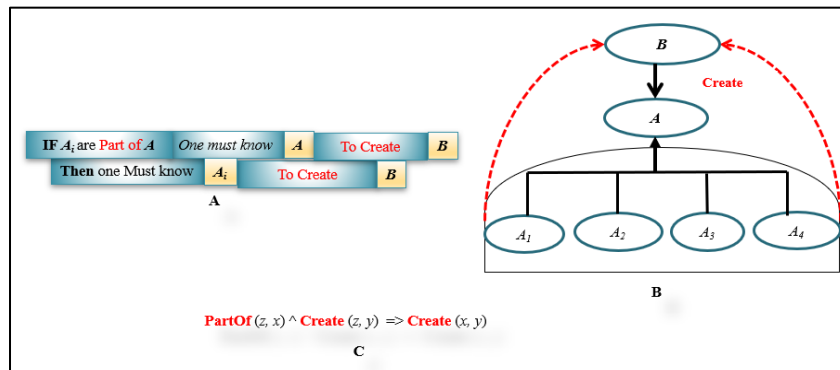 IF Ai are Part of A One must know A To Create B
Then one Must know Ai To Create B
A
B
Create
A
A1 A2 A3 A4
B
PartOf (z, x) ^ Create (z, y) => Create (x, y)
C